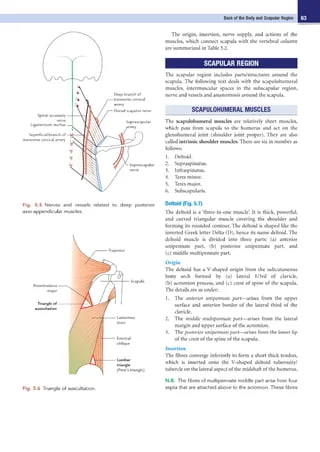 Back of the Body and Scapular Region
63
Deep branch of
transverse cervical
artery
Dorsal scapular nerve
Spinal accessory
nerve
Ligamentum nuchae
Suprascapular
artery
Superficial branch of
transverse cervical artery
Suprascapular
nerve
Fig. 5.5 Nerves and vessels related to deep posterior
axio-appendicular muscles.
Trapezius
Scapula
Rhomboideus
major
Triangle of
auscultation
Latissimus
dorsi
External
oblique
Lumbar
triangle
(Petit's triangle)
Fig. 5.6 Triangle of auscultation.
The origin, insertion, nerve supply, and actions of the
muscles, which connect scapula with the vertebral column
are summarized in Table 5.2.
SCAPULAR REGION
The scapular region includes parts/structures around the
scapula. The following text deals with the scapulohumeral
muscles, intermuscular spaces in the subscapular region,
nerve and vessels and anastomosis around the scapula.
SCAPULOHUMERAL MUSCLES
The scapulohumeral muscles are relatively short muscles,
which pass from scapula to the humerus and act on the
glenohumeral joint (shoulder joint proper). They are also
called intrinsic shoulder muscles. These are six in number as
follows:
1. Deltoid.
2. Supraspinatus.
3. Infraspinatus.
4. Teres minor.
5. Teres major.
6. Subscapularis.
Deltoid (Fig. 5.7)
The deltoid is a 'three-in-one muscle'. It is thick, powerful,
and curved triangular muscle covering the shoulder and
forming its rounded contour. The deltoid is shaped like the
inverted Greek letter Delta (Δ), hence its name deltoid. The
deltoid muscle is divided into three parts: (a) anterior
unipennate part, (b) posterior unipennate part, and
(c) middle multipennate part.
Origin
The deltoid has a V-shaped origin from the subcutaneous
bony arch formed by (a) lateral 1/3rd of clavicle,
(b) acromion process, and (c) crest of spine of the scapula.
The details are as under:
1. The anterior unipennate part—arises from the upper
surface and anterior border of the lateral third of the
clavicle.
2. The middle multipennate part—arises from the lateral
margin and upper surface of the acromion.
3. The posterior unipennate part—arises from the lower lip
of the crest of the spine of the scapula.
Insertion
The fibres converge inferiorly to form a short thick tendon,
which is inserted onto the V-shaped deltoid tuberosity/
tubercle on the lateral aspect of the midshaft of the humerus.
N.B. The fibres of multipennate middle part arise from four
septa that are attached above to the acromion. These fibres